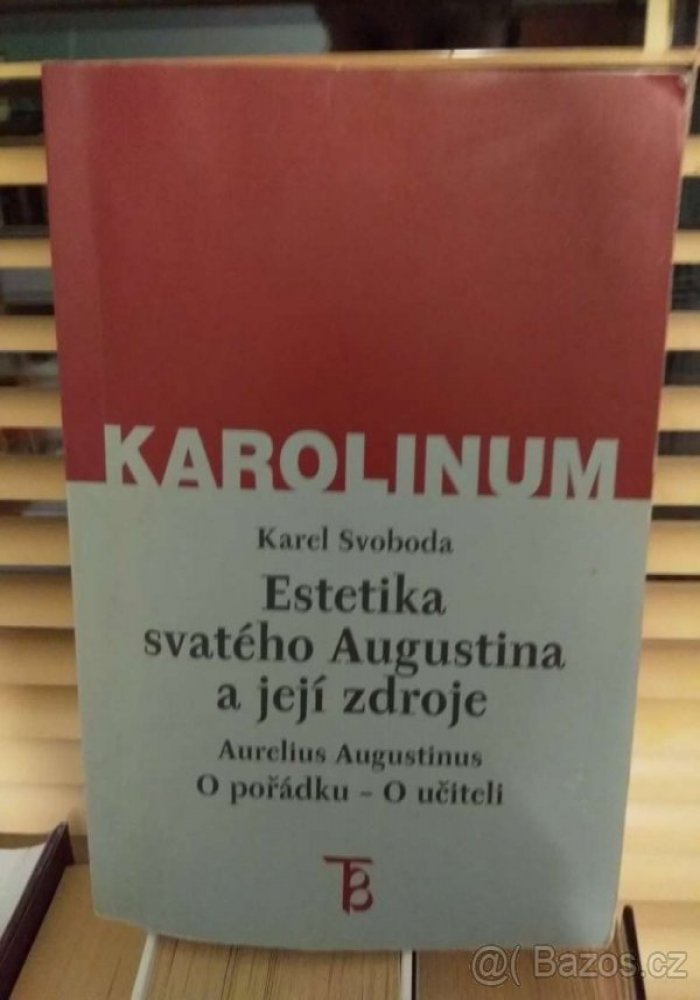 KAROLINUM
Karel Svoboda
Estetika
svatého Augustina
a její zdroje
Aurelius Augustinus
O pořádku – O učiteli
@( Bazos.cz